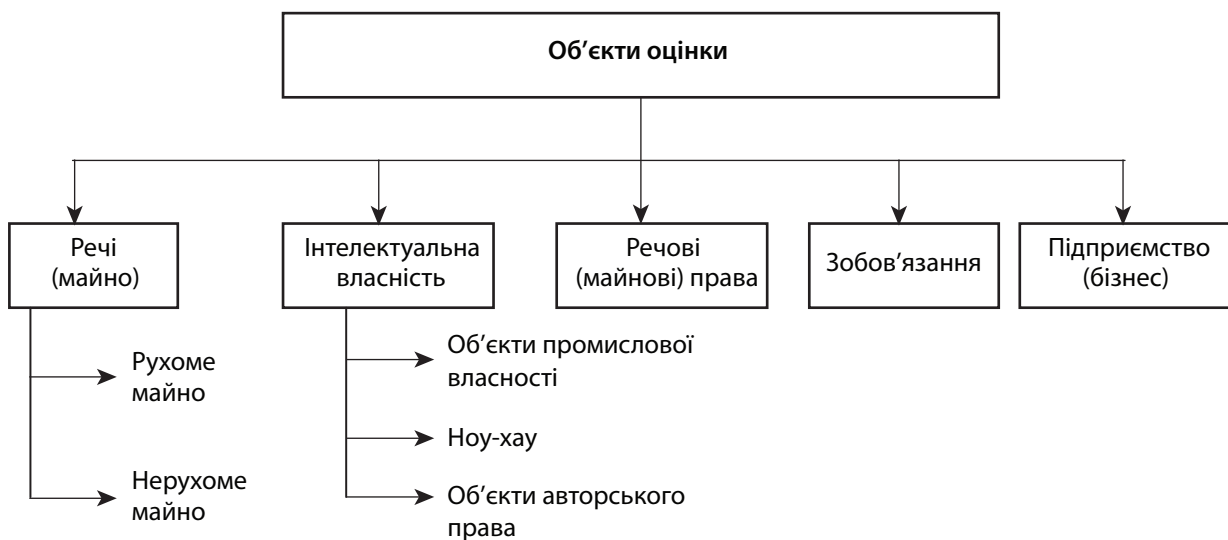 Об’єкти оцінки
Речі
(майно)
Інтелектуальна
власність
Речові
(майнові) права
Зобов’язання
Підприємство
(бізнес)
Рухоме
майно
Нерухоме
майно
Об’єкти промислової
власності
Ноу-хау
Об’єкти авторського
права